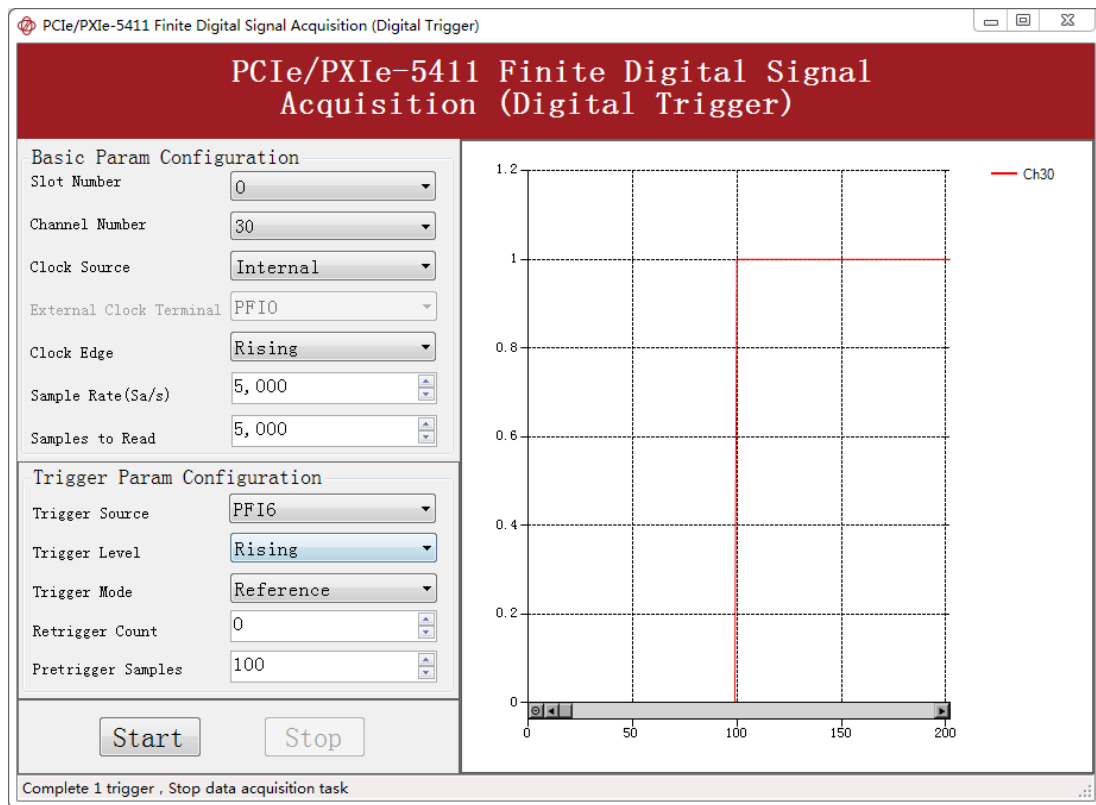 PCIe/PXIe-5411 Finite Digital Signal Acquisition (Digital Trigger)
PCIe/PXIe-5411 Finite Digital Signal
Acquisition (Digital Trigger)
Basic Param Configuration
Slot Number
0
Channel Number
30
Clock Source
Internal
External Clock Terminal
PFI0
Clock Edge
Rising
Sample Rate(Sa/s)
5,000
Samples to Read
5,000
Trigger Param Configuration
Trigger Source
PFI6
Trigger Level
Rising
Trigger Mode
Reference
Retrigger Count
0
Pretrigger Samples
100
Start
Stop
1.2
1
0.8
0.6
0.4
0.2
0
0
50
100
150
200
Ch30
Complete 1 trigger , Stop data acquisition task